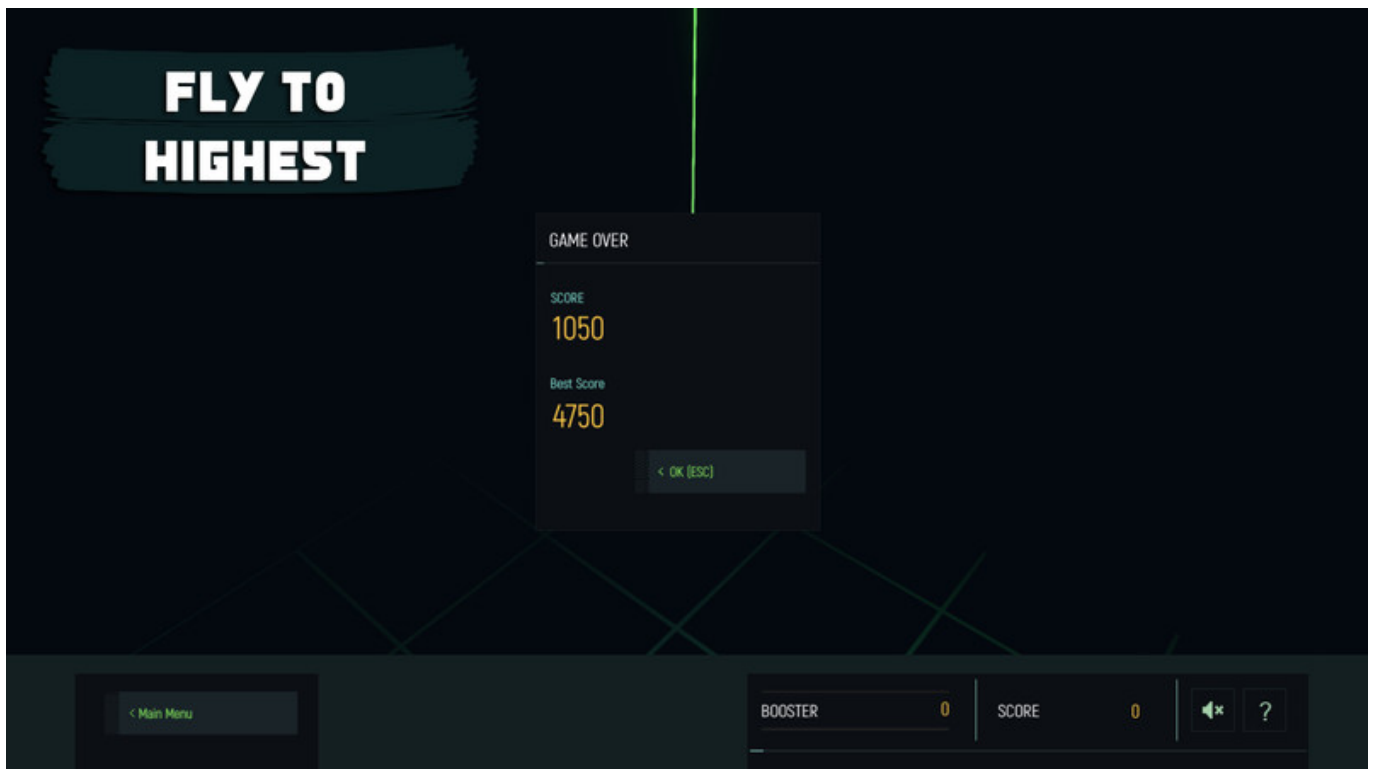 FLY TO
HIGHEST
GAME OVER
SCORE
1050
Best Score
4750
< OK (ESC)
< Main Menu
BOOSTER 0 SCORE 0 ?